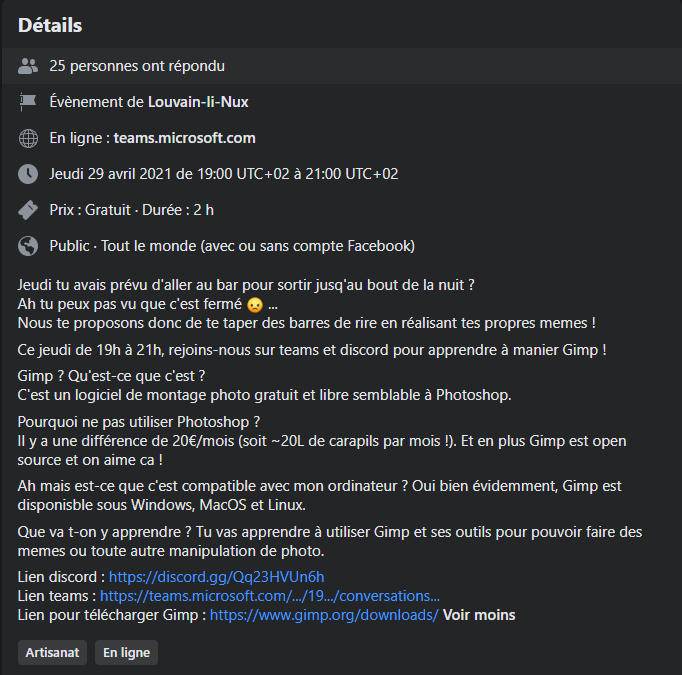 Détails
25 personnes ont répondu
Évènement de Louvain-li-Nux
En ligne : teams.microsoft.com
Jeudi 29 avril 2021 de 19:00 UTC+02 à 21:00 UTC+02
Prix : Gratuit · Durée : 2 h
Public · Tout le monde (avec ou sans compte Facebook)
Jeudi tu avais prévu d'aller au bar pour sortir jusq'au bout de la nuit ?
Ah tu peux pas vu que c'est fermé 😟 ...
Nous te proposons donc de te taper des barres de rire en réalisant tes propres memes !
Ce jeudi de 19h à 21h, rejoins-nous sur teams et discord pour apprendre à manier Gimp !
Gimp ? Qu'est-ce que c'est ?
C'est un logiciel de montage photo gratuit et libre semblable à Photoshop.
Pourquoi ne pas utiliser Photoshop ?
Il y a une différence de 20€/mois (soit ~20L de carapils par mois !). Et en plus Gimp est open
source et on aime ca !
Ah mais est-ce que c'est compatible avec mon ordinateur ? Oui bien évidemment, Gimp est
disponisble sous Windows, MacOS et Linux.
Que va t-on y apprendre ? Tu vas apprendre à utiliser Gimp et ses outils pour pouvoir faire des
memes ou toute autre manipulation de photo.
Lien discord : https://discord.gg/Qq23HVUn6h
Lien teams : https://teams.microsoft.com/.../19.../conversations...
Lien pour télécharger Gimp : https://www.gimp.org/downloads/ Voir moins
Artisanat
En ligne